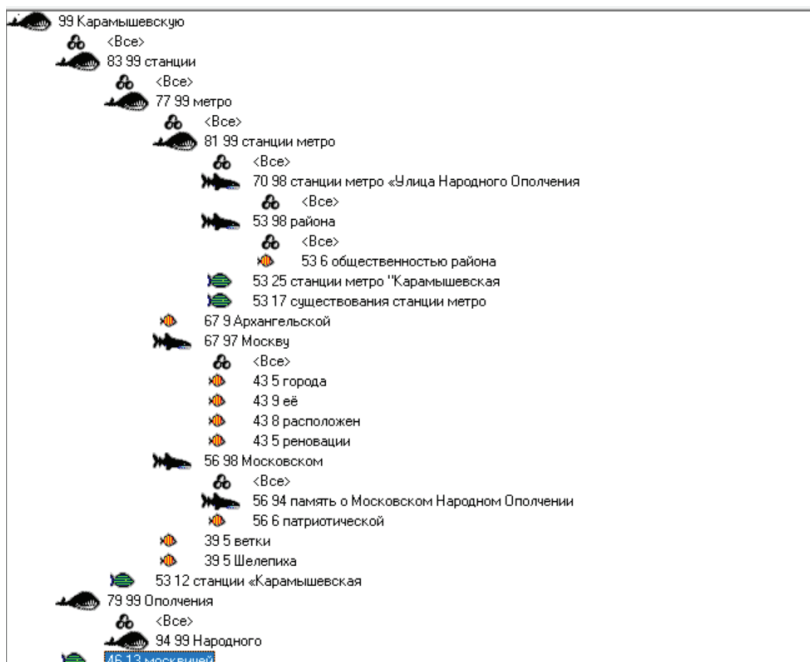 99 Карамышевскую
<Все>
83 99 станции
<Все>
77 99 метро
<Все>
81 99 станции метро
<Все>
70 98 станции метро «Улица Народного Ополчения
<Все>
53 98 района
<Все>
53 6 общественностью района
53 25 станции метро "Карамышевская
53 17 существования станции метро
67 9 Архангельской
67 97 Москву
<Все>
43 5 города
43 9 её
43 8 расположен
43 5 реновации
56 98 Московском
<Все>
56 94 память о Московском Народном Ополчении
56 6 патриотической
39 5 ветки
39 5 Шелепиха
53 12 станции «Карамышевская
79 99 Ополчения
<Все>
94 99 Народного
46 13 москвичей